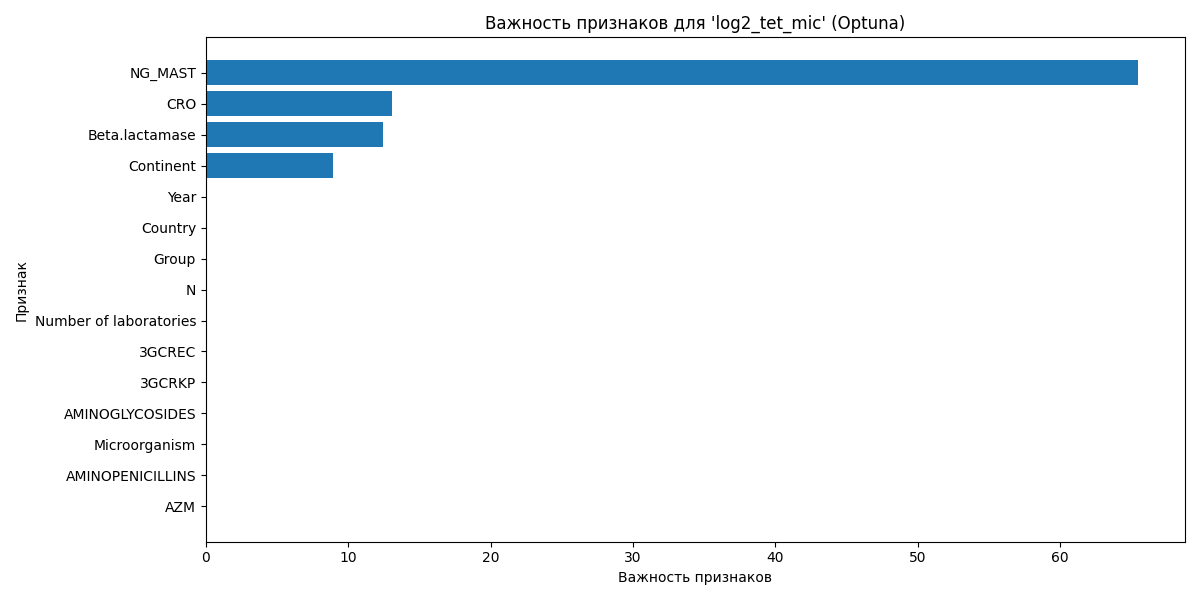 Важность признаков для 'log2_tet_mic' (Optuna)
NG_MAST
CRO
Beta.lactamase
Continent
Year
Country
Group
N
Number of laboratories
3GCREC
3GCRKP
AMINOGLYCOSIDES
Microorganism
AMINOPENICILLINS
AZM
Признак
0 10 20 30 40 50 60
Важность признаков